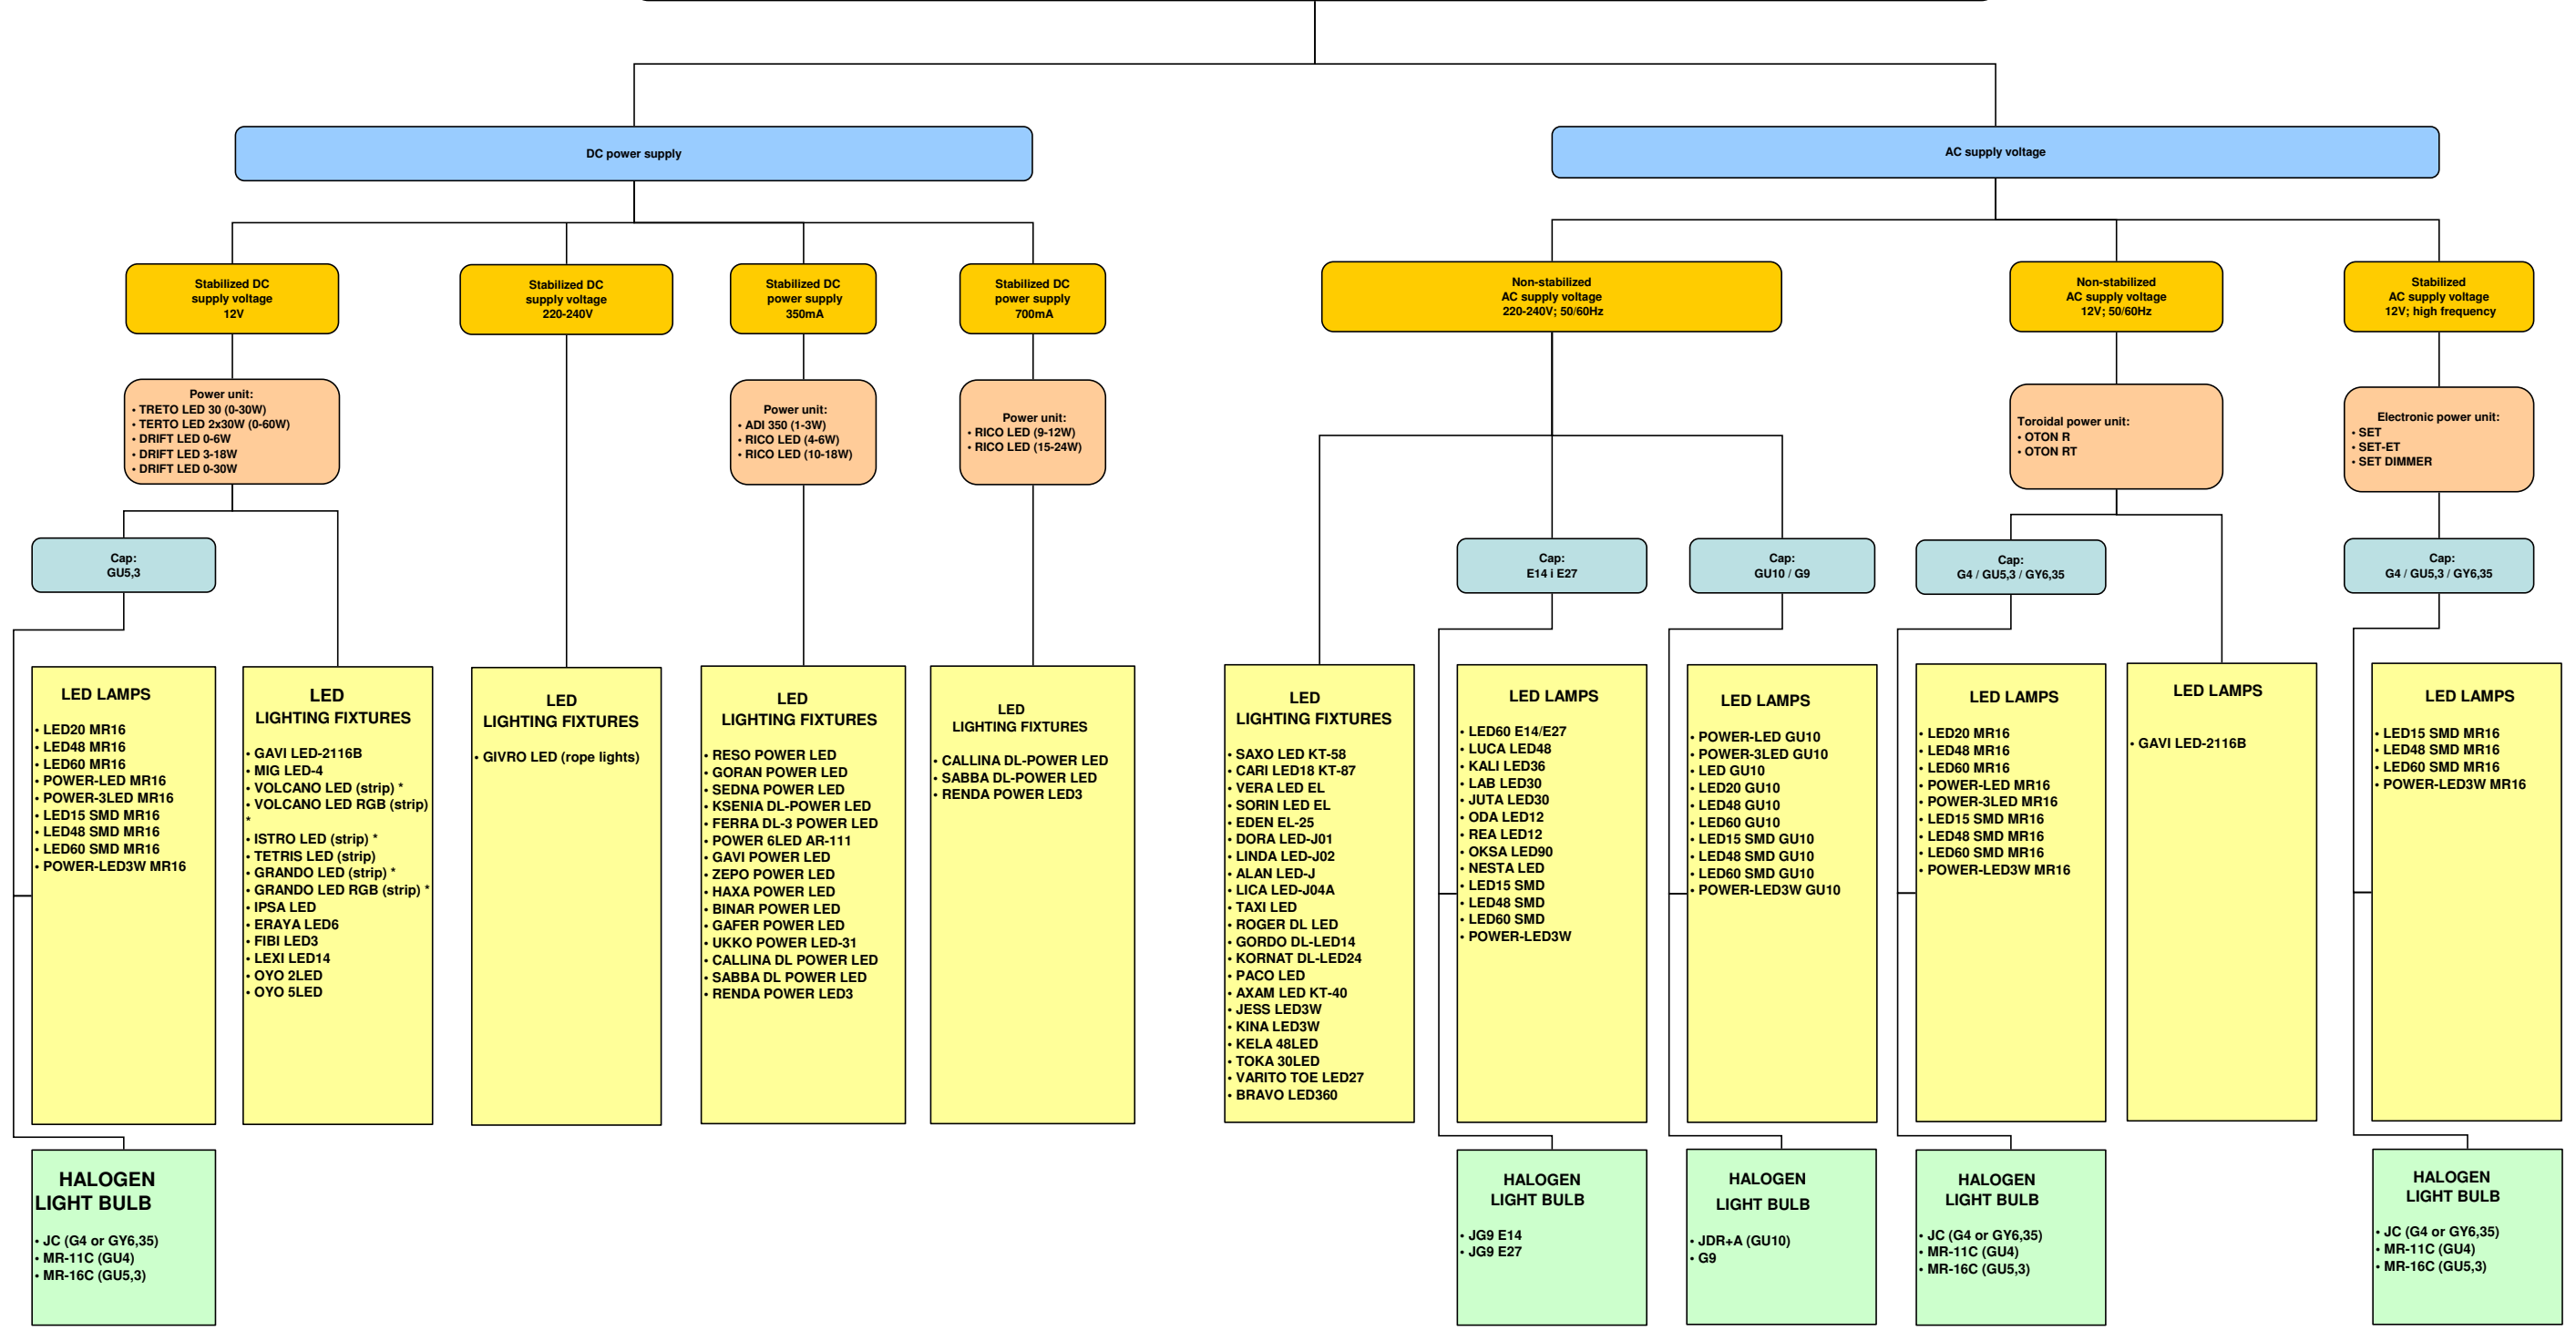 DC power supply
AC supply voltage
Stabilized DC
supply voltage
12V
Stabilized DC
supply voltage
220-240V
Stabilized DC
power supply
350mA
Stabilized DC
power supply
700mA
Non-stabilized
AC supply voltage
220-240V; 50/60Hz
Non-stabilized
AC supply voltage
12V; 50/60Hz
Stabilized
AC supply voltage
12V; high frequency
Power unit:
• TRETO LED 30 (0-30W)
• TERTO LED 2x30W (0-60W)
• DRIFT LED 0-6W
• DRIFT LED 3-18W
• DRIFT LED 0-30W
Power unit:
• ADI 350 (1-3W)
• RICO LED (4-6W)
• RICO LED (10-18W)
Power unit:
• RICO LED (9-12W)
• RICO LED (15-24W)
Toroidal power unit:
• OTON R
• OTON RT
Electronic power unit:
• SET
• SET-ET
• SET DIMMER
Cap:
GU5,3
Cap:
E14 i E27
Cap:
GU10 / G9
Cap:
G4 / GU5,3 / GY6,35
Cap:
G4 / GU5,3 / GY6,35
LED LAMPS
• LED20 MR16
• LED48 MR16
• LED60 MR16
• POWER-LED MR16
• POWER-3LED MR16
• LED15 SMD MR16
• LED48 SMD MR16
• LED60 SMD MR16
• POWER-LED3W MR16
LED
LIGHTING FIXTURES
• GAVI LED-2116B
• MIG LED-4
• VOLCANO LED (strip) *
• VOLCANO LED RGB (strip)
*
• ISTRO LED (strip) *
• TETRIS LED (strip)
• GRANDO LED (strip) *
• GRANDO LED RGB (strip) *
• IPSA LED
• ERAYA LED6
• FIBI LED3
• LEXI LED14
• OYO 2LED
• OYO 5LED
LED
LIGHTING FIXTURES
• GIVRO LED (rope lights)
LED
LIGHTING FIXTURES
• RESO POWER LED
• GORAN POWER LED
• SEDNA POWER LED
• KSENIA DL-POWER LED
• FERRA DL-3 POWER LED
• POWER 6LED AR-111
• GAVI POWER LED
• ZEPO POWER LED
• HAXA POWER LED
• BINAR POWER LED
• GAFER POWER LED
• UKKO POWER LED-31
• CALLINA DL POWER LED
• SABBA DL POWER LED
• RENDA POWER LED3
LED
LIGHTING FIXTURES
• CALLINA DL-POWER LED
• SABBA DL-POWER LED
• RENDA POWER LED3
LED
LIGHTING FIXTURES
• SAXO LED KT-58
• CARI LED18 KT-87
• VERA LED EL
• SORIN LED EL
• EDEN EL-25
• DORA LED-J01
• LINDA LED-J02
• ALAN LED-J
• LICA LED-J04A
• TAXI LED
• ROGER DL LED
• GORDO DL-LED14
• KORNAT DL-LED24
• PACO LED
• AXAM LED KT-40
• JESS LED3W
• KINA LED3W
• KELA 48LED
• TOKA 30LED
• VARITO TOE LED27
• BRAVO LED360
LED LAMPS
• LED60 E14/E27
• LUCA LED48
• KALI LED36
• LAB LED30
• JUTA LED30
• ODA LED12
• REA LED12
• OKSA LED90
• NESTA LED
• LED15 SMD
• LED48 SMD
• LED60 SMD
• POWER-LED3W
LED LAMPS
• POWER-LED GU10
• POWER-3LED GU10
• LED GU10
• LED20 GU10
• LED48 GU10
• LED60 GU10
• LED15 SMD GU10
• LED48 SMD GU10
• LED60 SMD GU10
• POWER-LED3W GU10
LED LAMPS
• LED20 MR16
• LED48 MR16
• LED60 MR16
• POWER-LED MR16
• POWER-3LED MR16
• LED15 SMD MR16
• LED48 SMD MR16
• LED60 SMD MR16
• POWER-LED3W MR16
LED LAMPS
• GAVI LED-2116B
LED LAMPS
• LED15 SMD MR16
• LED48 SMD MR16
• LED60 SMD MR16
• POWER-LED3W MR16
HALOGEN
LIGHT BULB
• JC (G4 or GY6,35)
• MR-11C (GU4)
• MR-16C (GU5,3)
HALOGEN
LIGHT BULB
• JG9 E14
• JG9 E27
HALOGEN
LIGHT BULB
• JDR+A (GU10)
• G9
HALOGEN
LIGHT BULB
• JC (G4 or GY6,35)
• MR-11C (GU4)
• MR-16C (GU5,3)
HALOGEN
LIGHT BULB
• JC (G4 or GY6,35)
• MR-11C (GU4)
• MR-16C (GU5,3)